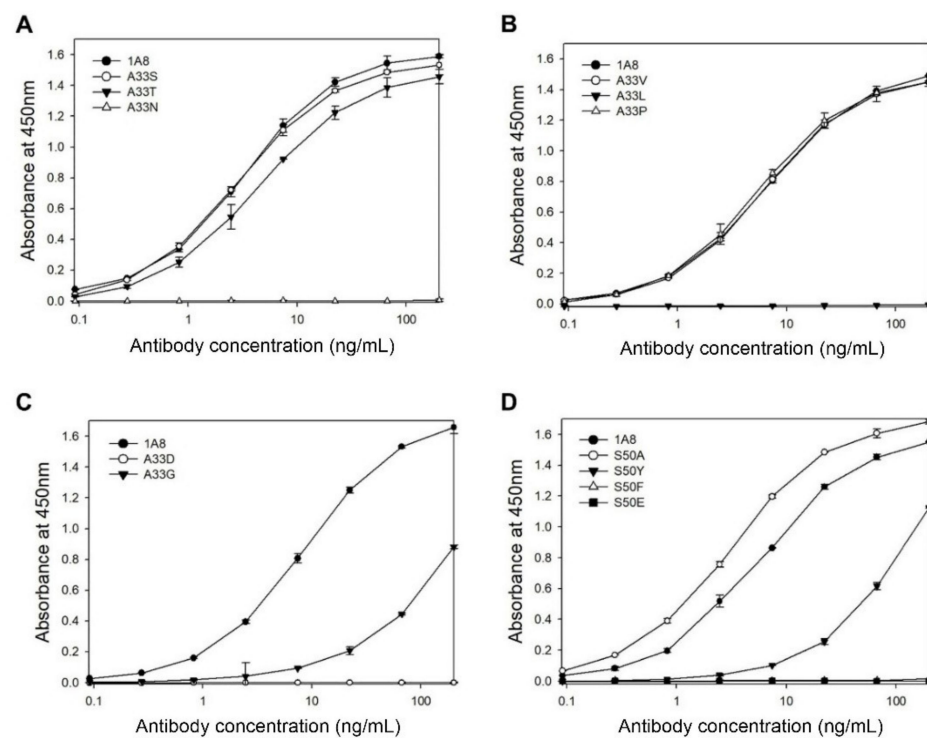 A
1A8
A33S
A33T
A33N
Absorbance at 450nm
1.6
1.4
1.2
1.0
0.8
0.6
0.4
0.2
0.0
0.1
1
10
100
Antibody concentration (ng/mL)
B
1A8
A33V
A33L
A33P
Absorbance at 450nm
1.6
1.4
1.2
1.0
0.8
0.6
0.4
0.2
0.0
0.1
1
10
100
Antibody concentration (ng/mL)
C
1A8
A33D
A33G
Absorbance at 450nm
1.6
1.4
1.2
1.0
0.8
0.6
0.4
0.2
0.0
0.1
1
10
100
Antibody concentration (ng/mL)
D
1A8
S50A
S50Y
S50F
S50E
Absorbance at 450nm
1.6
1.4
1.2
1.0
0.8
0.6
0.4
0.2
0.0
0.1
1
10
100
Antibody concentration (ng/mL)